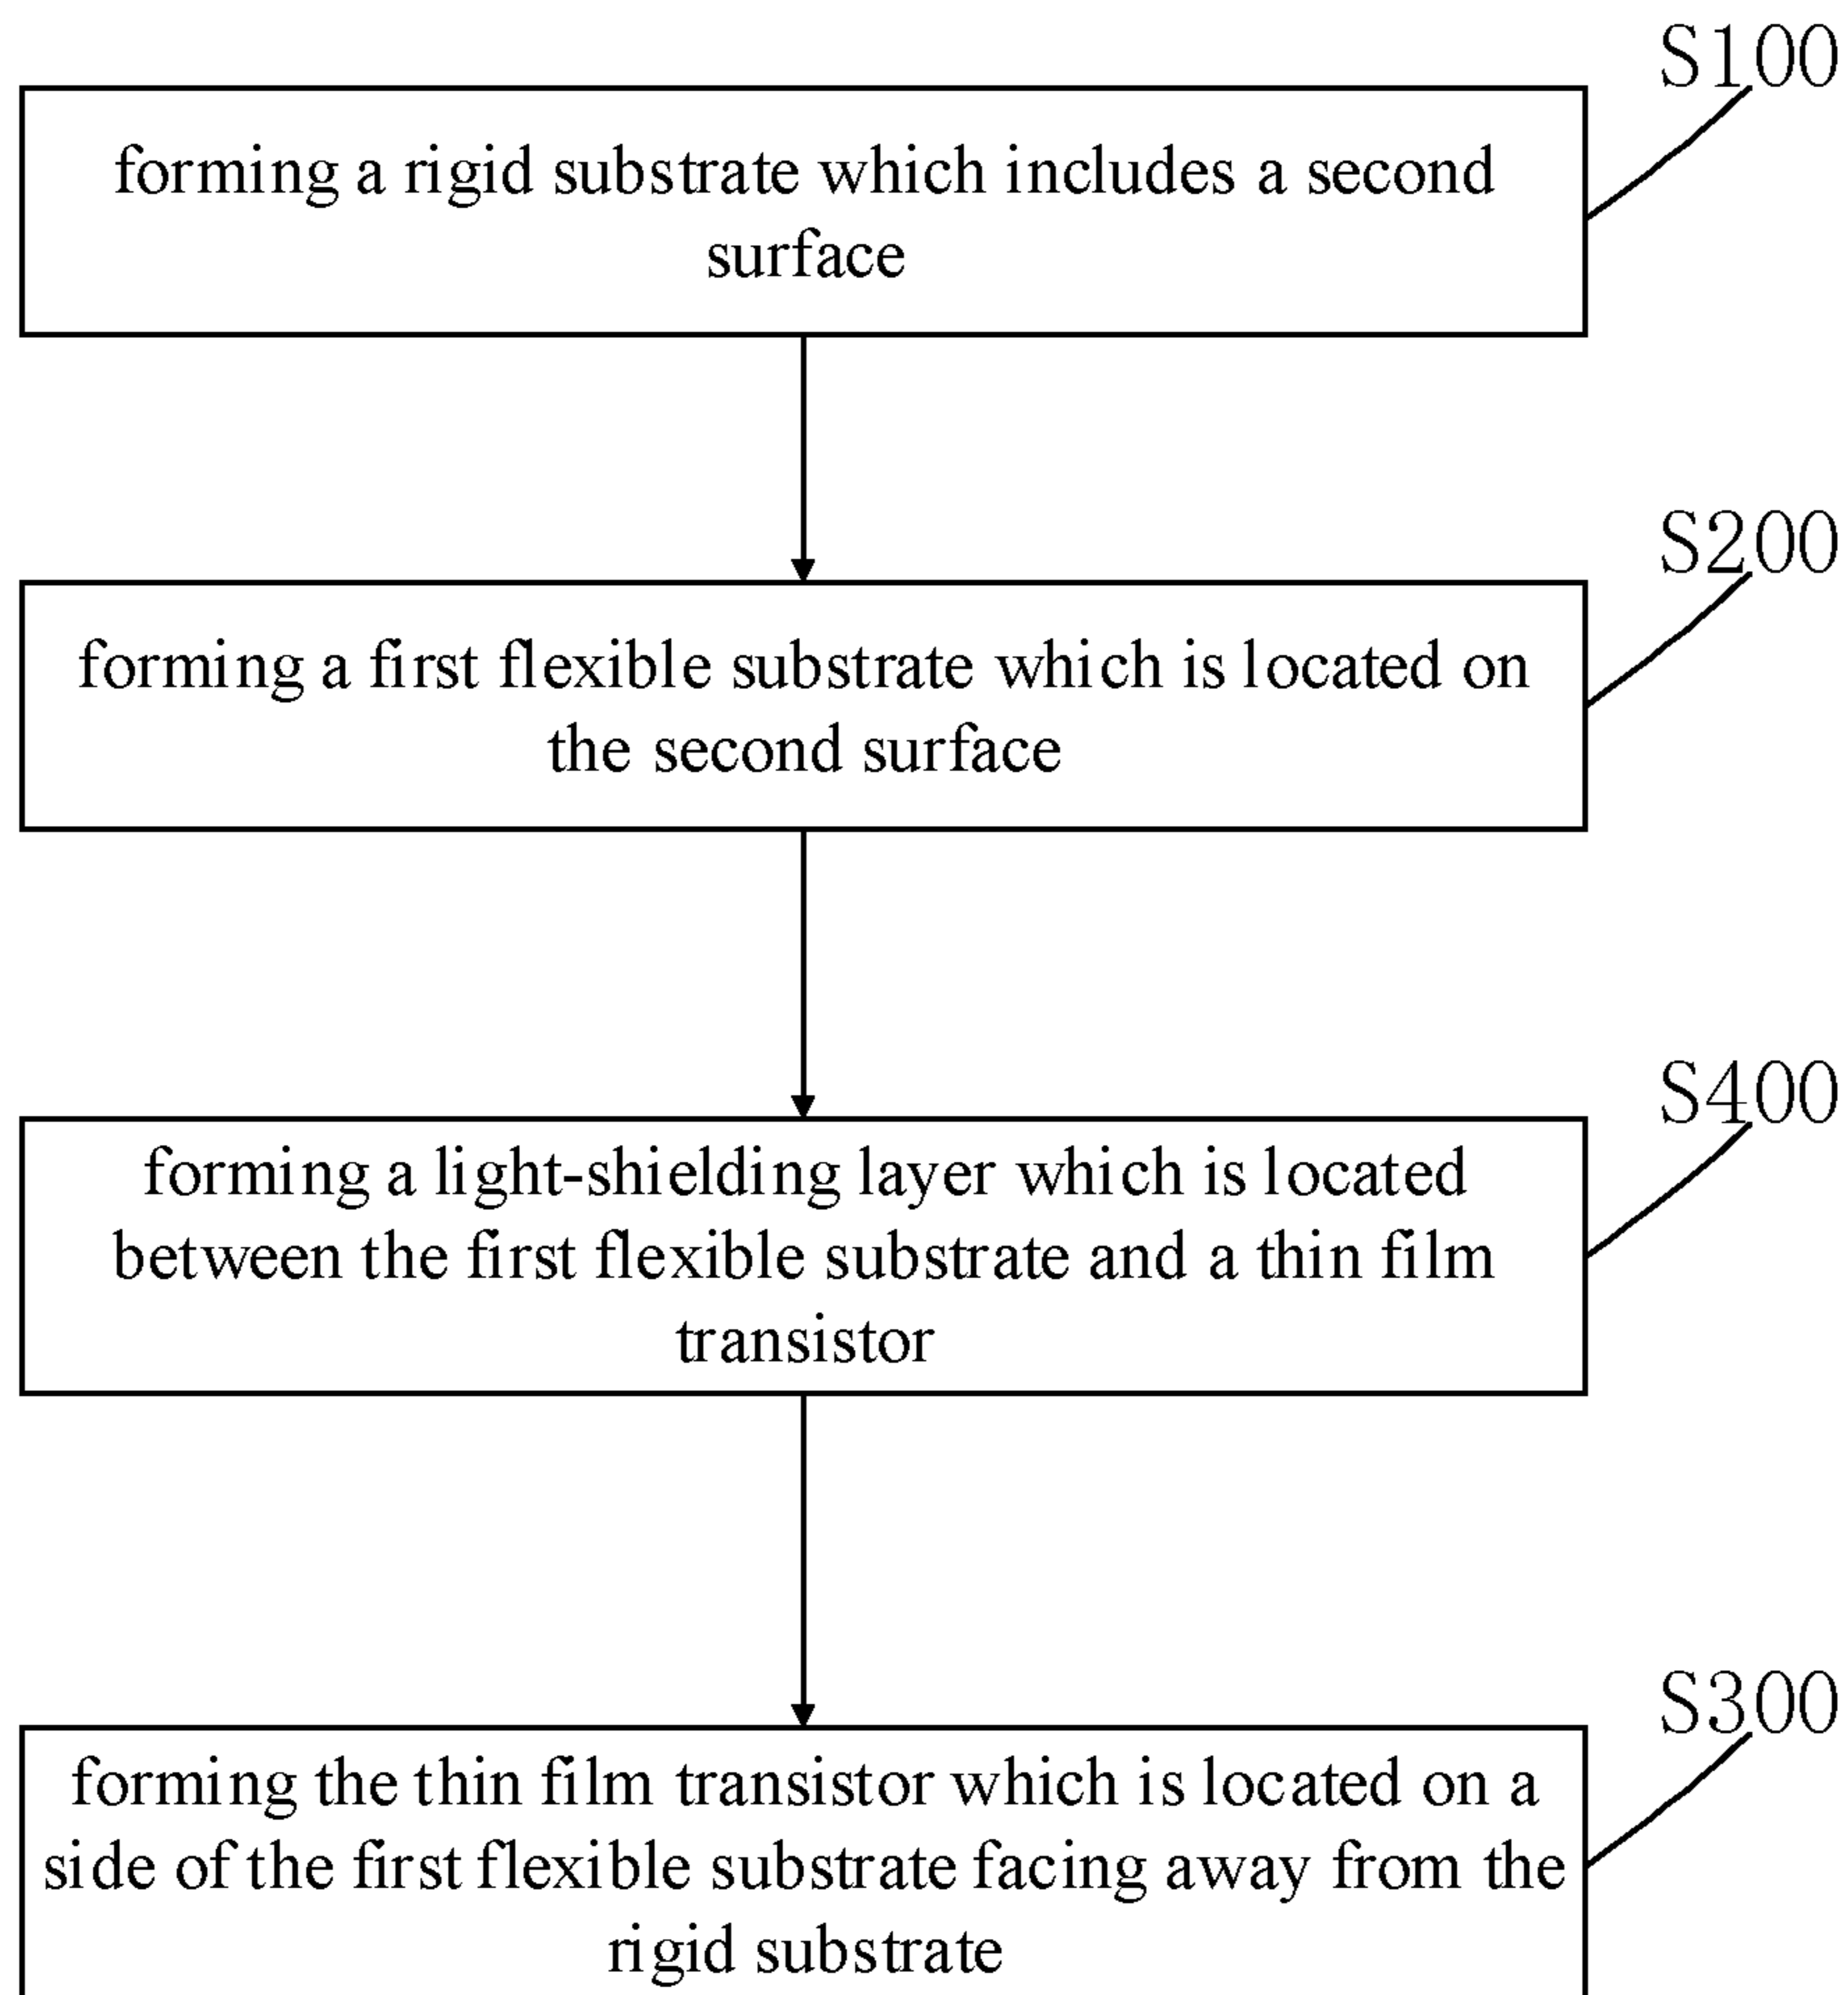 S100
forming a rigid substrate which includes a second
surface
S200
forming a first flexible substrate which is located on
the second surface
S400
forming a light-shielding layer which is located
between the first flexible substrate and a thin film
transistor
S300
forming the thin film transistor which is located on a
side of the first flexible substrate facing away from the
rigid substrate